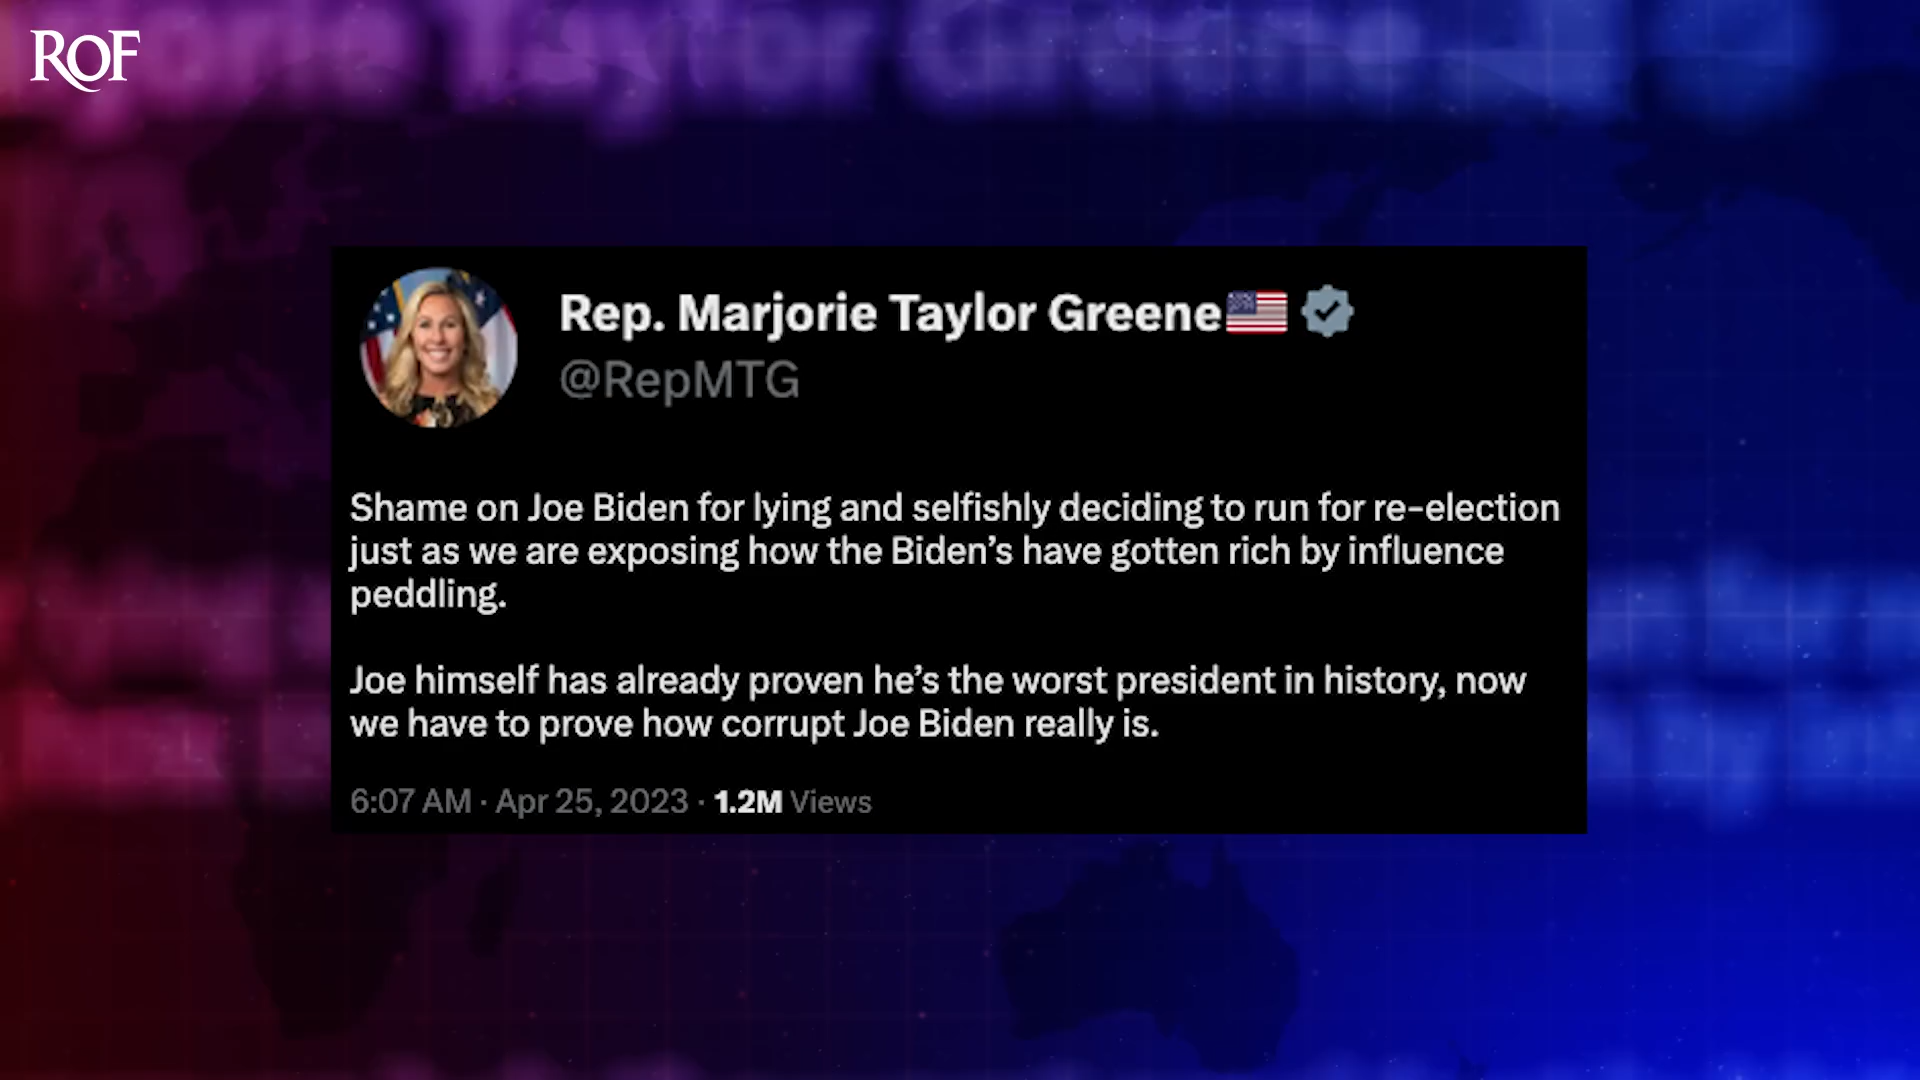 ROF
Rep. Marjorie Taylor Greene
@RepMTG
Shame on Joe Biden for lying and selfishly deciding to run for re-election
just as we are exposing how the Biden’s have gotten rich by influence
peddling.
Joe himself has already proven he’s the worst president in history, now
we have to prove how corrupt Joe Biden really is.
6:07 AM · Apr 25, 2023 · 1.2M Views